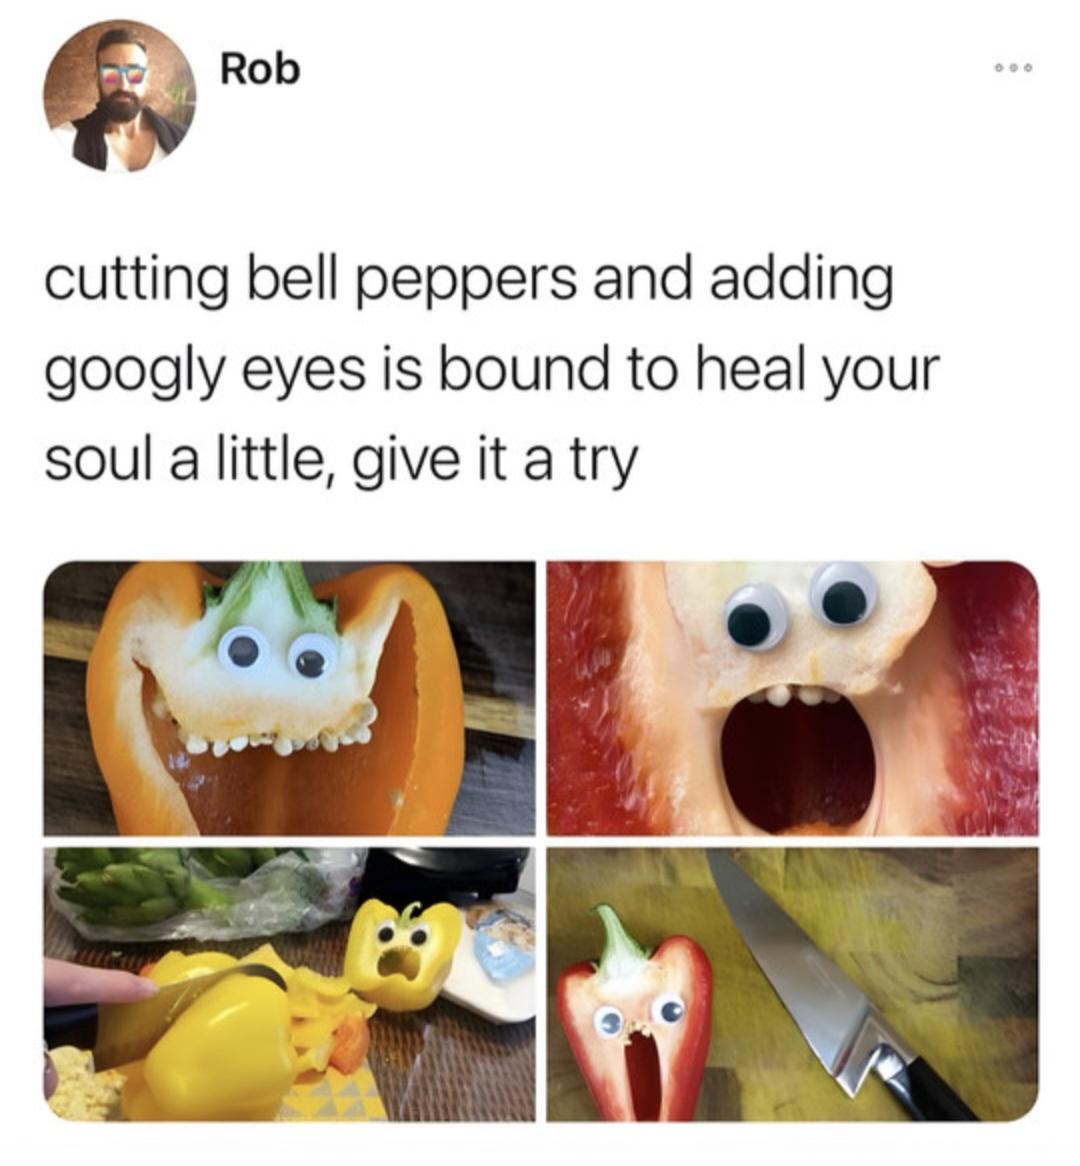 Rob
cutting bell peppers and adding
googly eyes is bound to heal your
soul a little, give it a try